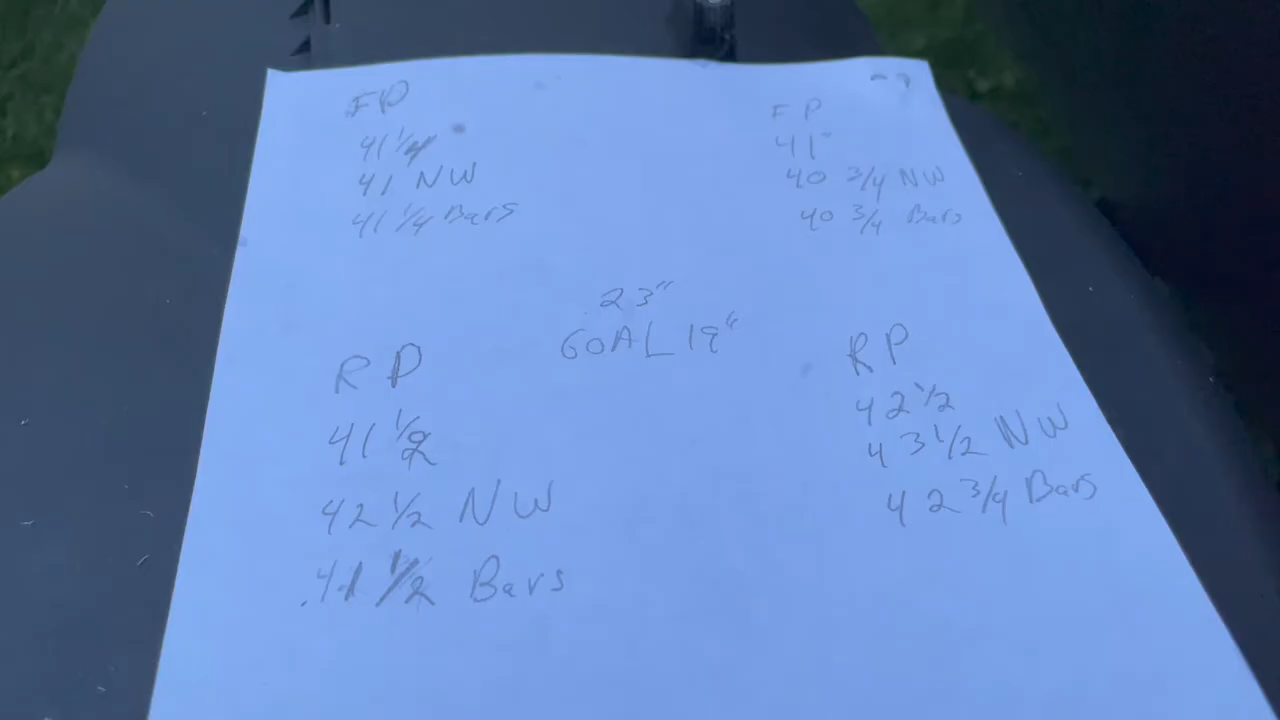 FP
41 1/4
41 NW
41 1/4 Bars
FP
41"
40 3/4 NW
40 3/4 Bars
23"
GOAL 19"
RP
41 1/2
42 1/2 NW
41 1/2 Bars
RP
42 1/2
43 1/2 NW
42 3/4 Bars